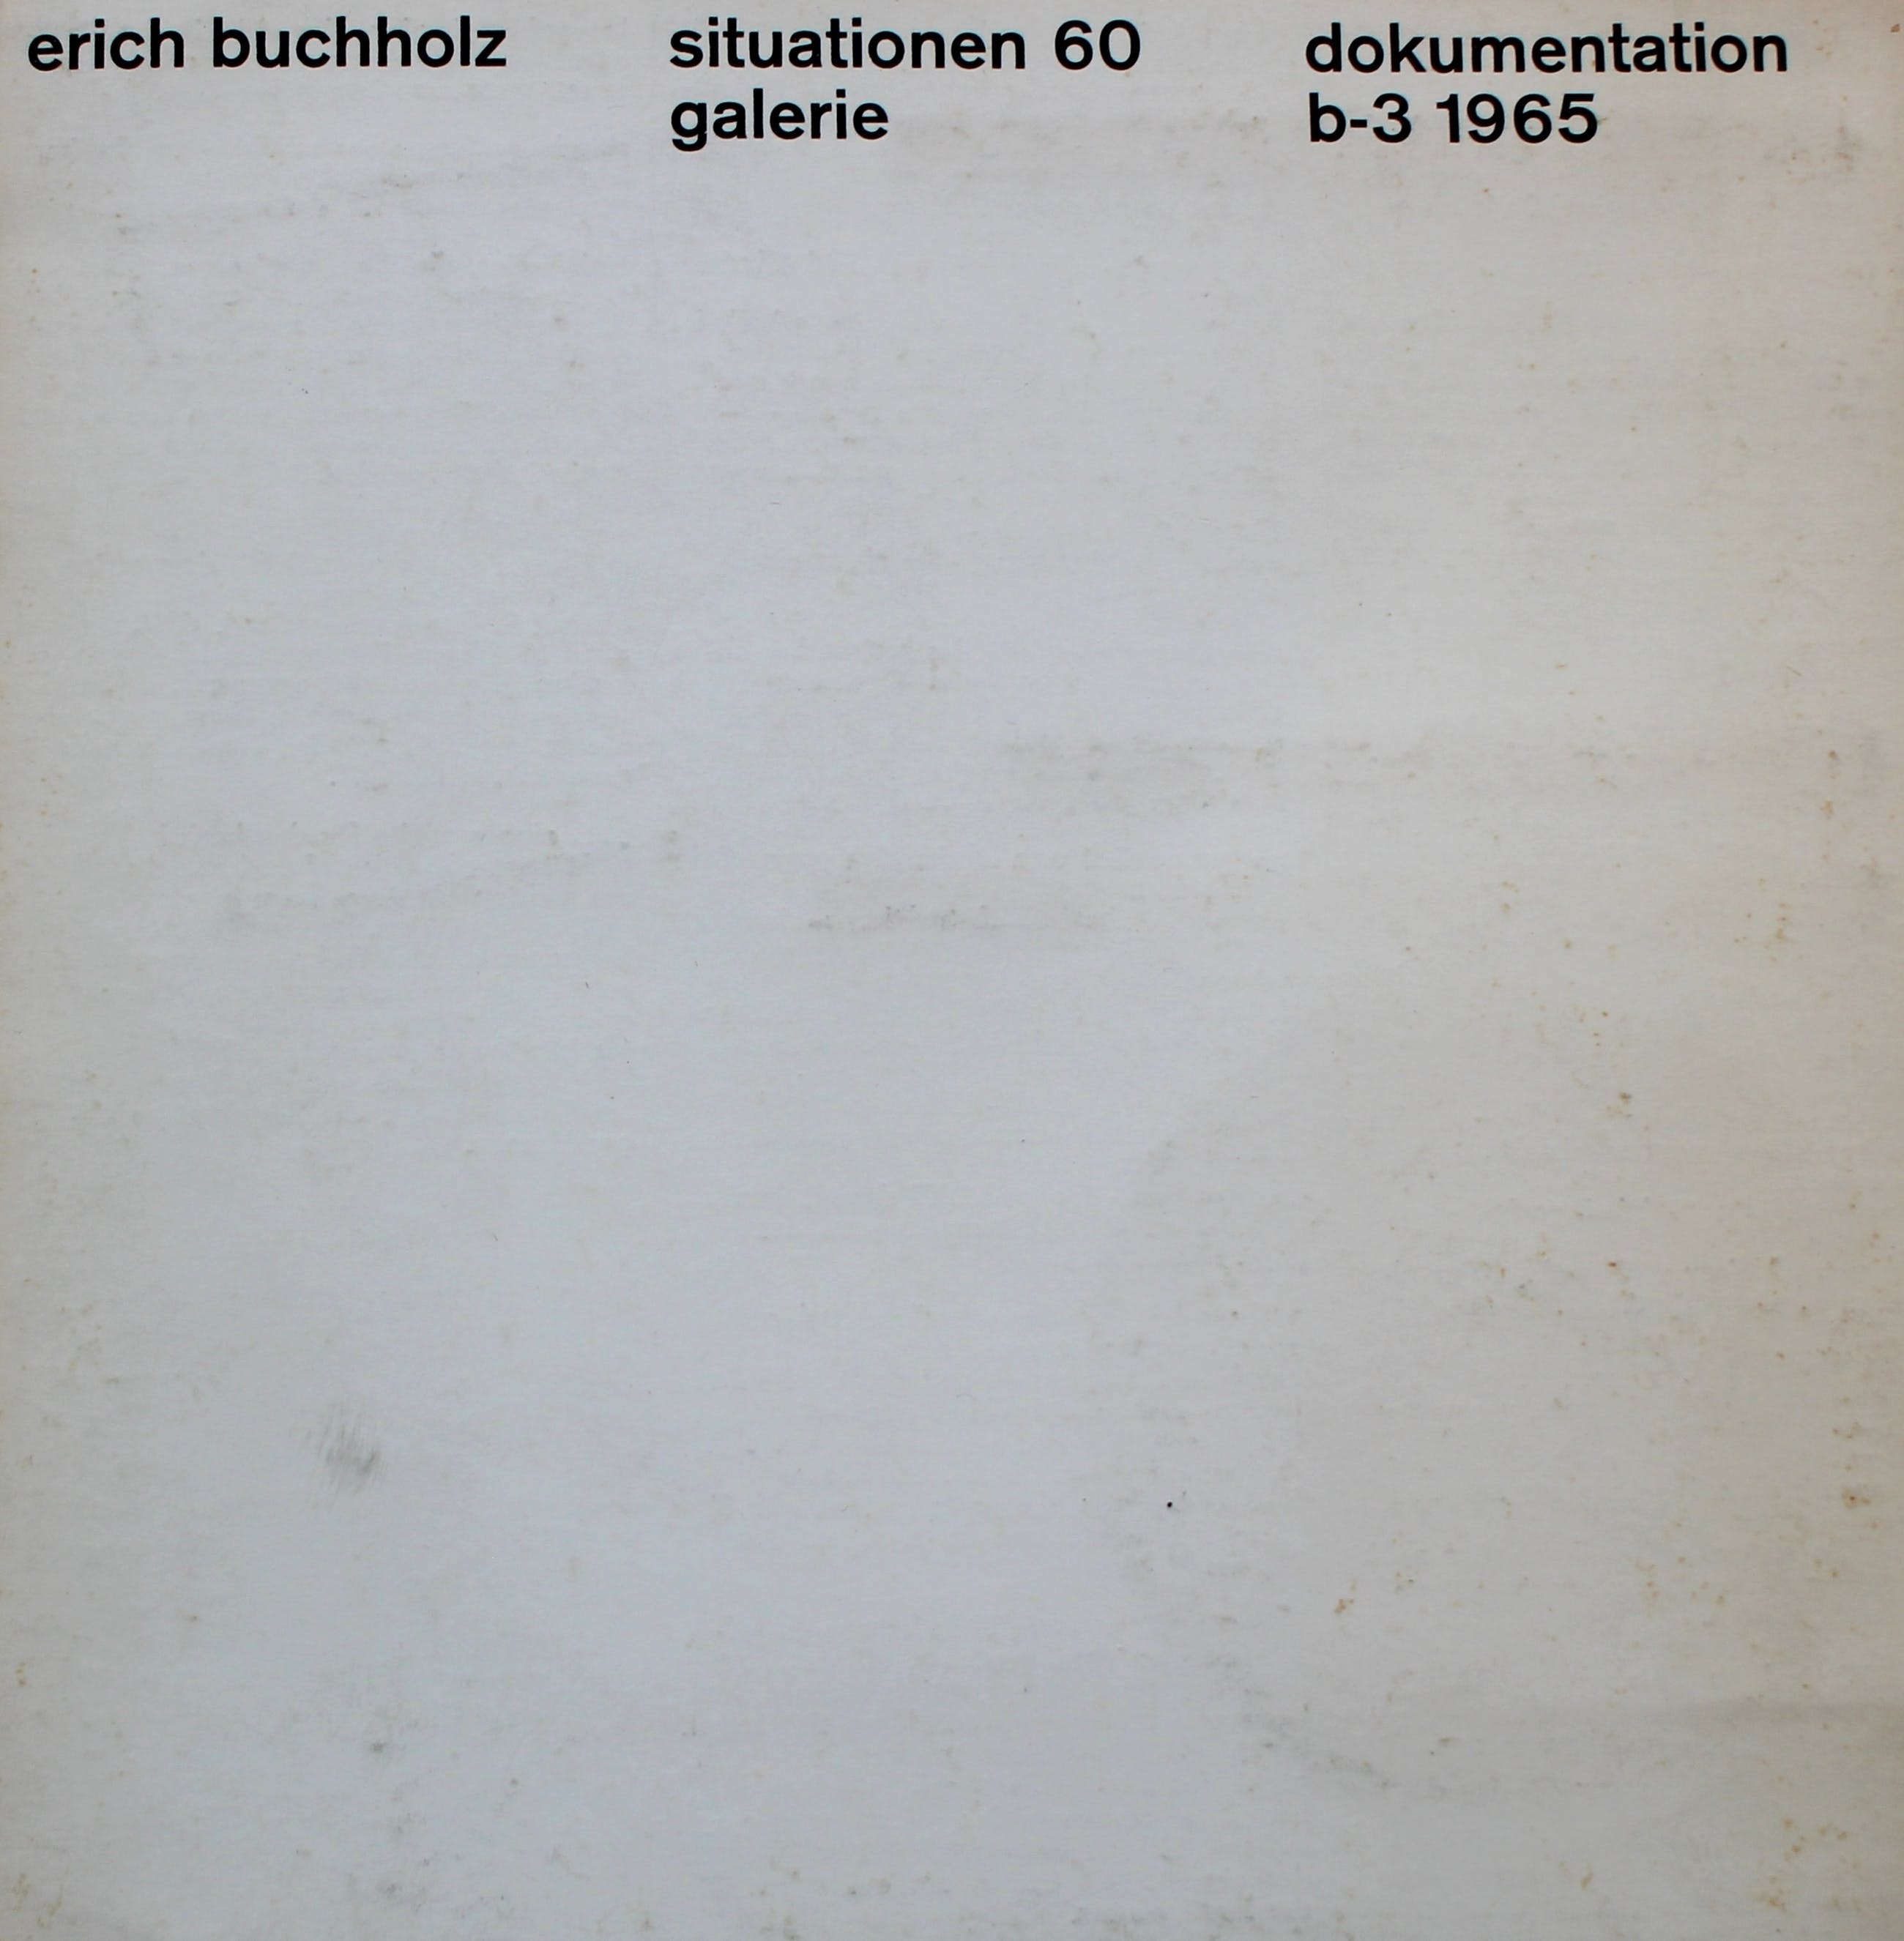 erich buchholz
situationen 60
galerie
dokumentation
b-3 1965